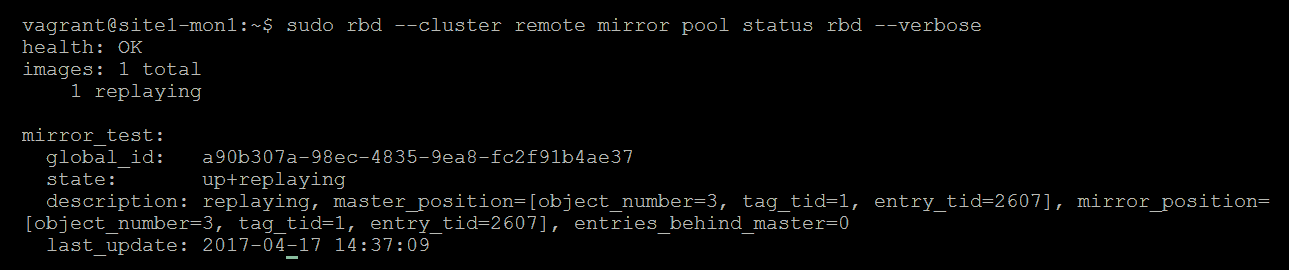 vagrant@site1-mon1:~$ sudo rbd --cluster remote mirror pool status rbd --verbose
health: OK
images: 1 total
    1 replaying

mirror_test:
  global_id:   a90b307a-98ec-4835-9ea8-fc2f91b4ae37
  state:       up+replaying
  description: replaying, master_position=[object_number=3, tag_tid=1, entry_tid=2607], mirror_position=
[object_number=3, tag_tid=1, entry_tid=2607], entries_behind_master=0
  last_update: 2017-04-17 14:37:09